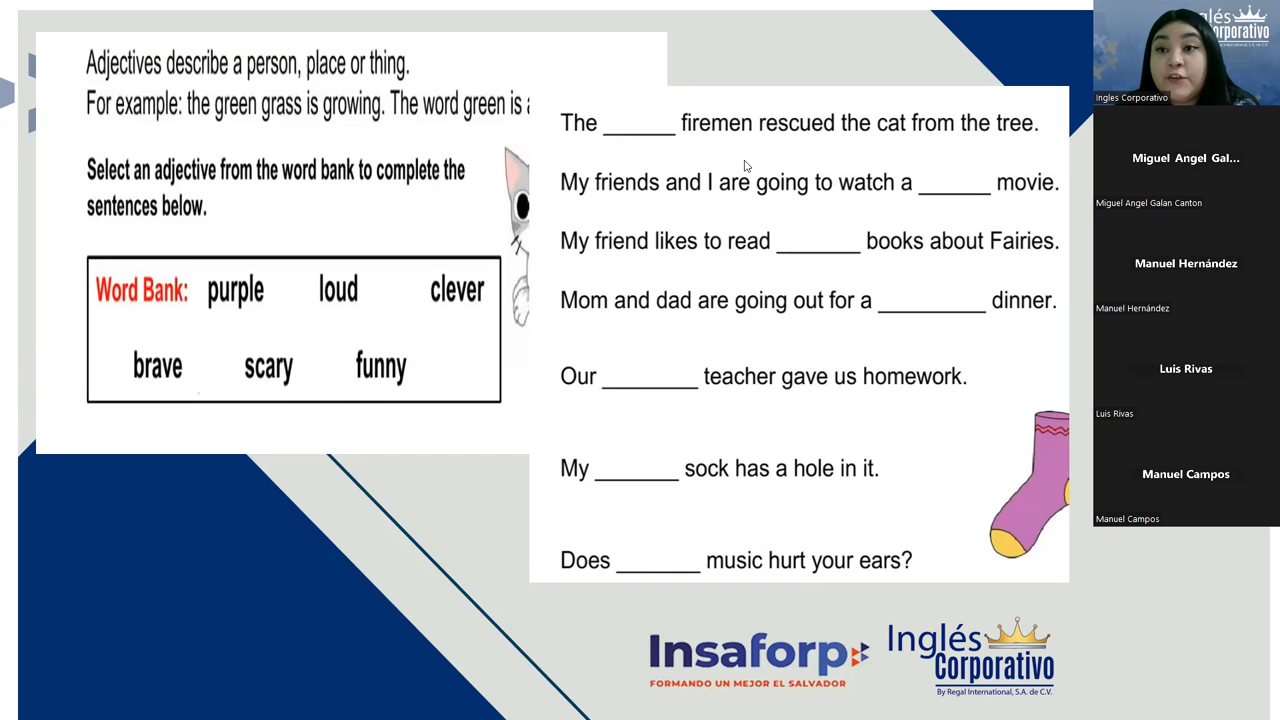 Adjectives describe a person, place or thing.
For example: the green grass is growing. The word green is
Select an adjective from the word bank to complete the
sentences below.
Word Bank: purple loud clever
brave scary funny
The ______ firemen rescued the cat from the tree.
My friends and I are going to watch a ______ movie.
My friend likes to read _______ books about Fairies.
Mom and dad are going out for a _________ dinner.
Our ________ teacher gave us homework.
My _______ sock has a hole in it.
Does _______ music hurt your ears?
Insaforp
FORMANDO UN MEJOR EL SALVADOR
Inglés
Corporativo
By Regal International, S.A. de C.V.
Inglés
Corporativo
Regal International, S.A. de C.V.
Ingles Corporativo
Miguel Angel Gal...
Miguel Angel Galan Canton
Manuel Hernández
Manuel Hernández
Luis Rivas
Luis Rivas
Manuel Campos
Manuel Campos